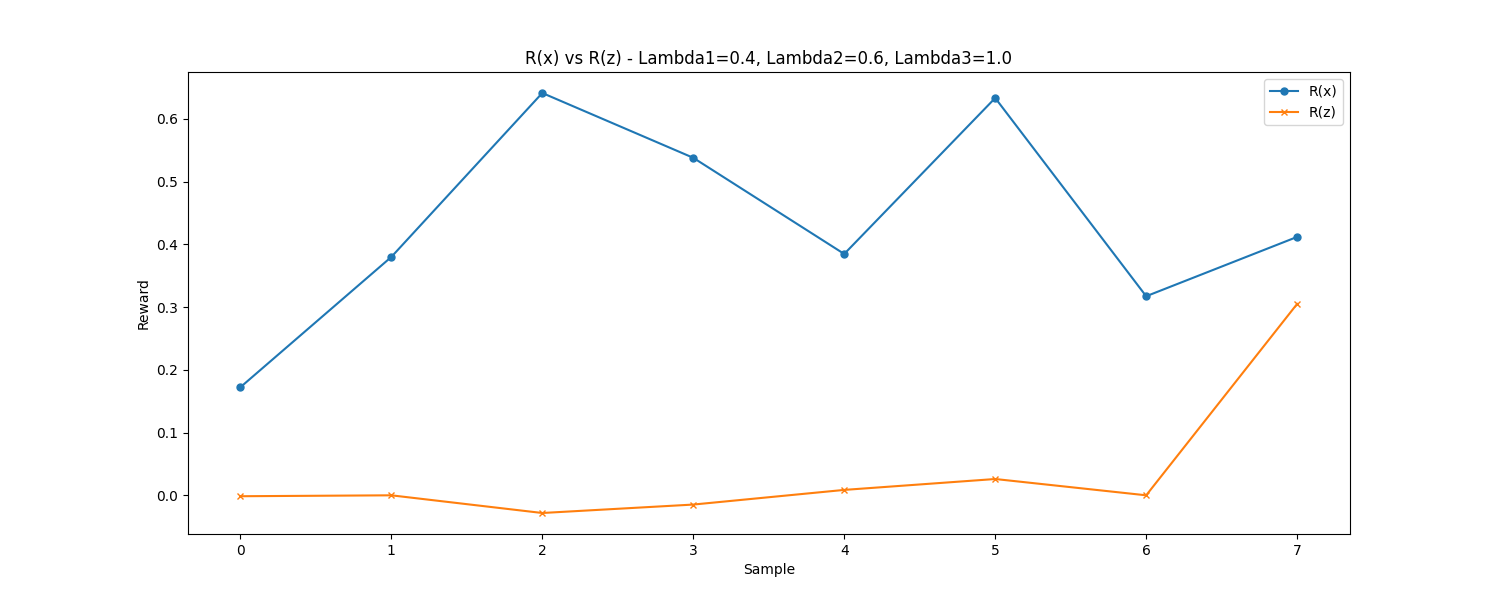 R(x) vs R(z) - Lambda1=0.4, Lambda2=0.6, Lambda3=1.0
R(x)
R(z)
0.6
0.5
0.4
0.3
0.2
0.1
0.0
Reward
0 1 2 3 4 5 6 7
Sample